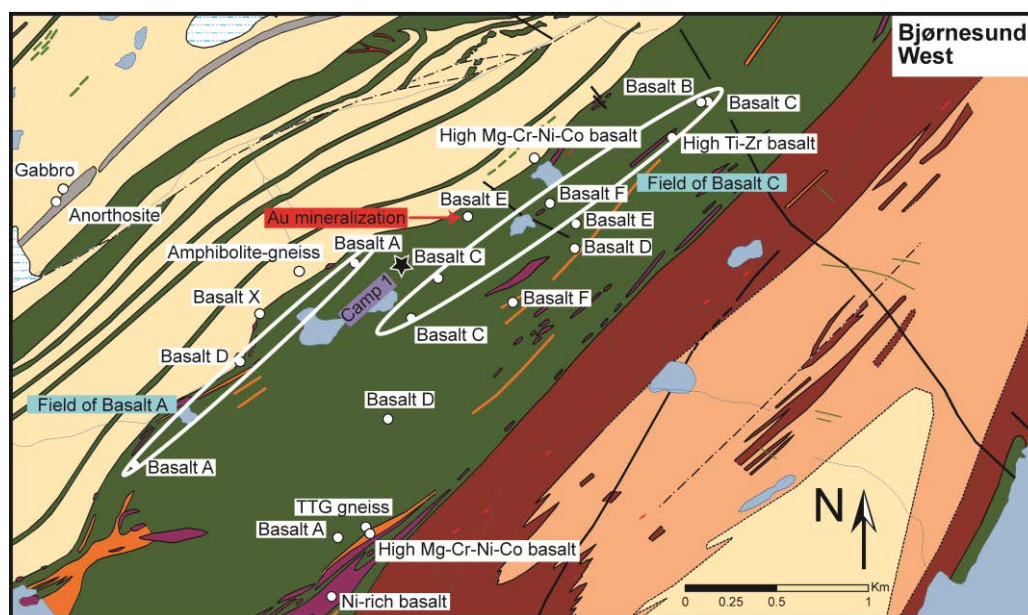 Bjørnesund
West
Basalt B
Basalt C
High Mg-Cr-Ni-Co basalt
High Ti-Zr basalt
Gabbro
Basalt F
Field of Basalt C
Basalt E
Anorthosite
Au mineralization
Basalt E
Basalt A
Basalt D
Amphibolite-gneiss
Basalt C
Camp 1
Basalt X
Basalt F
Basalt C
Basalt D
Field of Basalt A
Basalt D
Basalt A
N
TTG gneiss
Basalt A
High Mg-Cr-Ni-Co basalt
Km
Ni-rich basalt
0 0.25 0.5 1